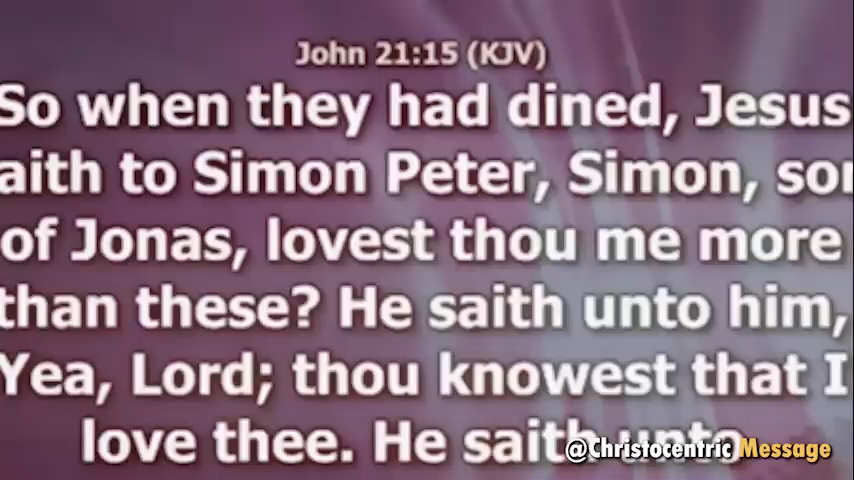 John 21:15 (KJV)
So when they had dined, Jesus
aith to Simon Peter, Simon, son
of Jonas, lovest thou me more
than these? He saith unto him,
Yea, Lord; thou knowest that I
love thee. He saith unto
@Christocentric Message